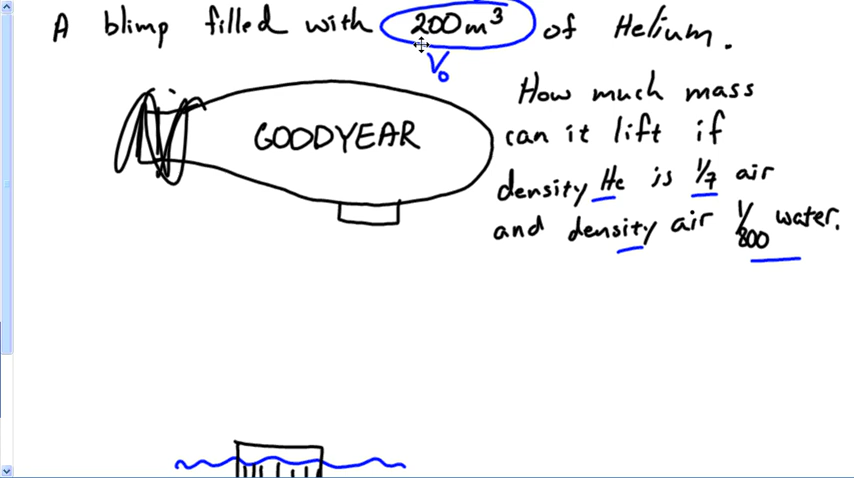 A blimp filled with 200m³ of Helium.
V₀
How much mass
GOODYEAR
can it lift if
density He is 1/7 air
and density air 1/800 water.